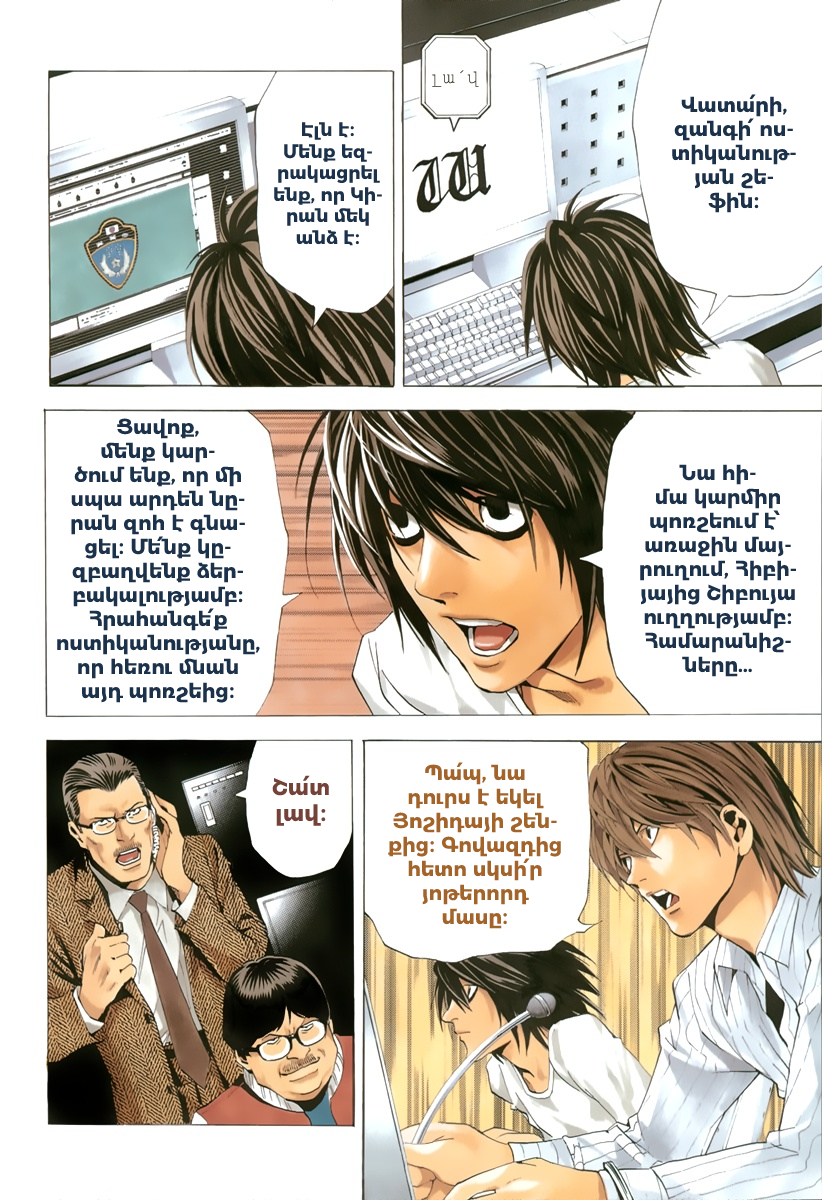 Վատա՛րի,
զանգի՛ ոս-
տիկանութ-
յան շե-
ֆին։
Լա՛վ
W
Էլն է։
Մենք եզ-
րակացրել
ենք, որ Կի-
րան մեկ
անձ է։
Նա հի-
մա կարմիր
պոռշեում է՝
առաջին մայ-
րուղում, Հիբի-
յայից Շիբույա
ուղղությամբ։
Համարանիշ-
ները...
Ցավոք,
մենք կար-
ծում ենք, որ մի
սպա արդեն նը-
րան զոհ է գնա-
ցել։ Մե՛նք կը-
զբաղվենք ձեր-
բակալությամբ։
Հրահանգե՛ք
ոստիկանությանը,
որ հեռու մնան
այդ պոռշեից։
Պա՛պ, նա
դուրս է եկել
Յոշիդայի շեն-
քից։ Գովազդից
հետո սկսի՛ր
յոթերորդ
մասը։
Շա՛տ
լավ։